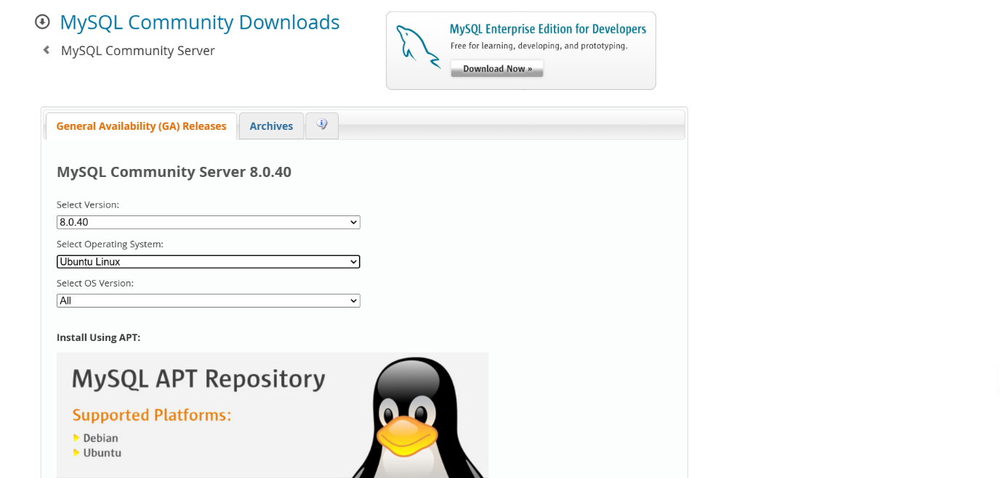 MySQL Community Downloads
MySQL Community Server
MySQL Enterprise Edition for Developers
Free for learning, developing, and prototyping.
Download Now »
General Availability (GA) Releases
Archives
MySQL Community Server 8.0.40
Select Version:
8.0.40
Select Operating System:
Ubuntu Linux
Select OS Version:
All
Install Using APT:
MySQL APT Repository
Supported Platforms:
Debian
Ubuntu